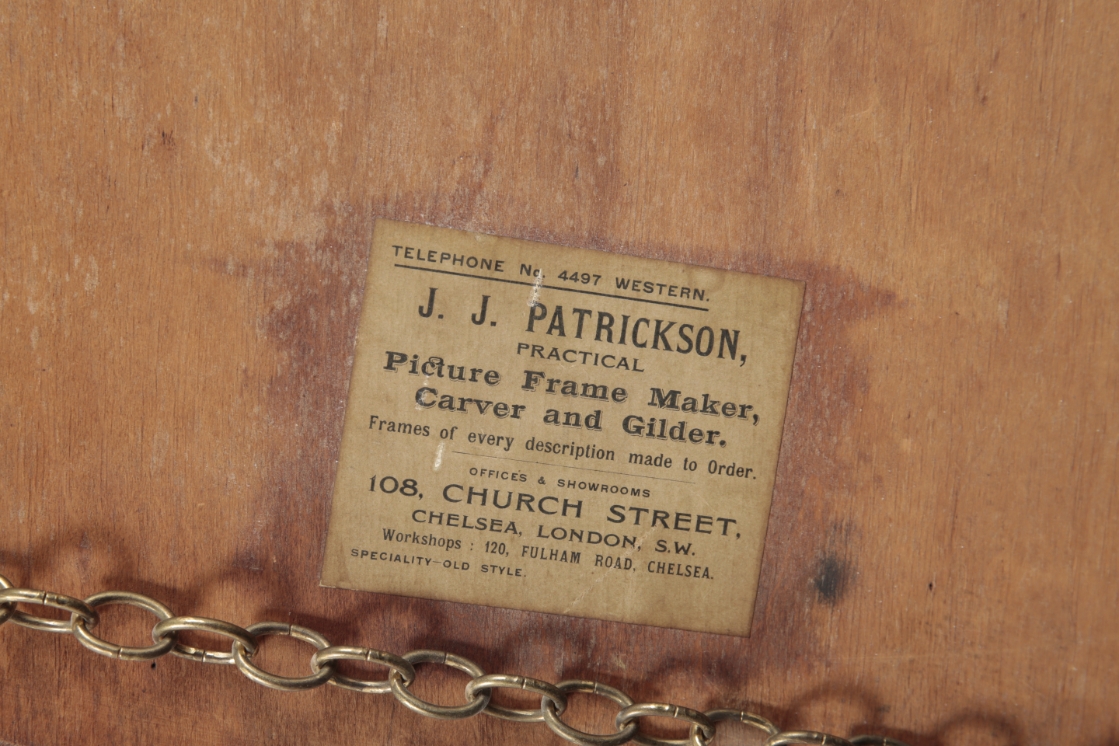 TELEPHONE No. 4497 WESTERN.
J. J. PATRICKSON,
PRACTICAL
Picture Frame Maker,
Carver and Gilder.
Frames of every description made to Order.
OFFICES & SHOWROOMS
108, CHURCH STREET,
CHELSEA, LONDON, S.W.
Workshops : 120, FULHAM ROAD, CHELSEA.
SPECIALITY-OLD STYLE.